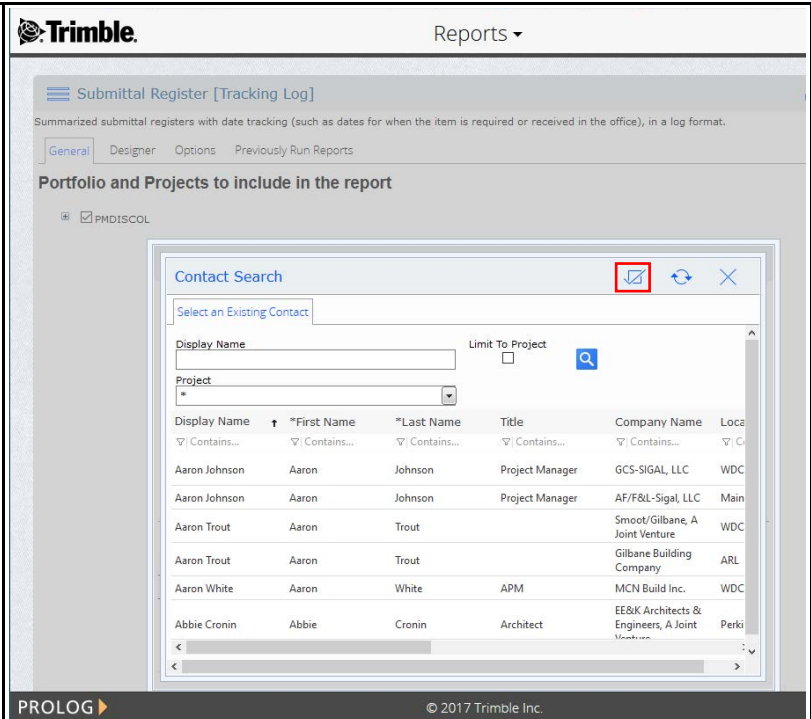 Trimble. Reports
Submittal Register [Tracking Log]
Summarized submittal registers with date tracking (such as dates for when the item is required or received in the office), in a log format.
General Designer Options Previously Run Reports
Portfolio and Projects to include in the report
PMDISCOL
Contact Search
Select an Existing Contact
Display Name Limit To Project
Project
*
Display Name *First Name *Last Name Title Company Name Loca
Contains... Contains... Contains... Contains... Contains... C
Aaron Johnson Aaron Johnson Project Manager GCS-SIGAL, LLC WDC
Aaron Johnson Aaron Johnson Project Manager AF/F&L-Sigal, LLC Main
Aaron Trout Aaron Trout Smoot/Gilbane, A WDC
Joint Venture
Aaron Trout Aaron Trout Gilbane Building ARL
Company
Aaron White Aaron White APM MCN Build Inc. WDC
Abbie Cronin Abbie Cronin Architect EE&K Architects & Perki
Engineers, A Joint
Venture
PROLOG © 2017 Trimble Inc.